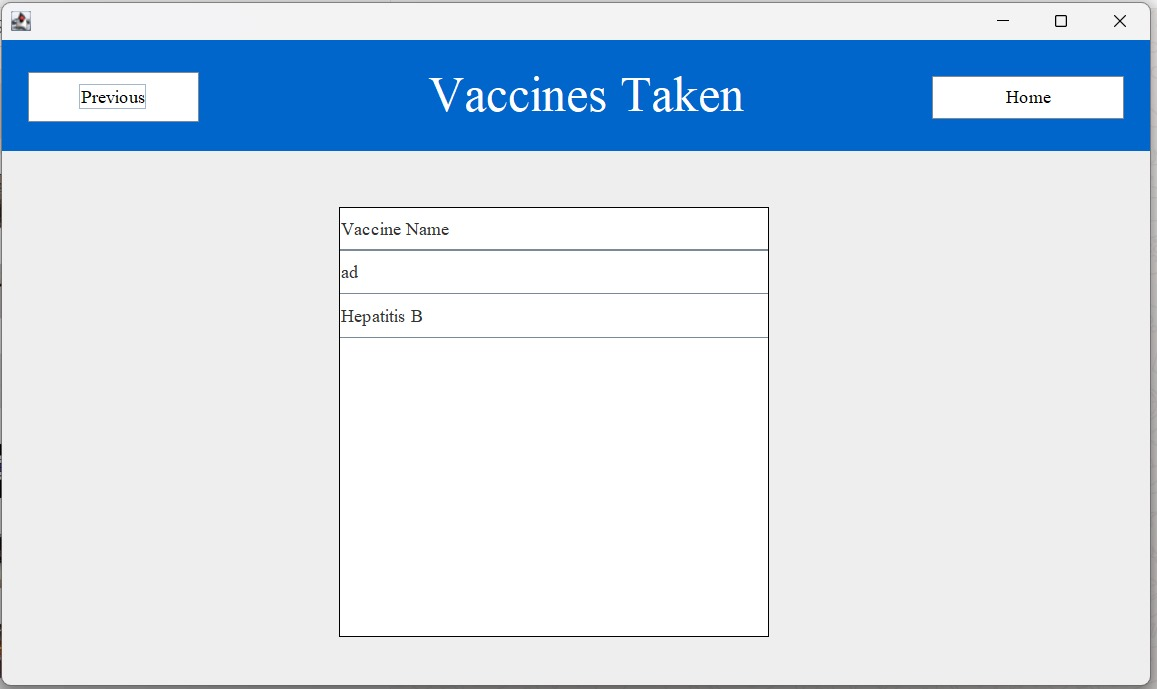 Previous
Vaccines Taken
Home
Vaccine Name
ad
Hepatitis B